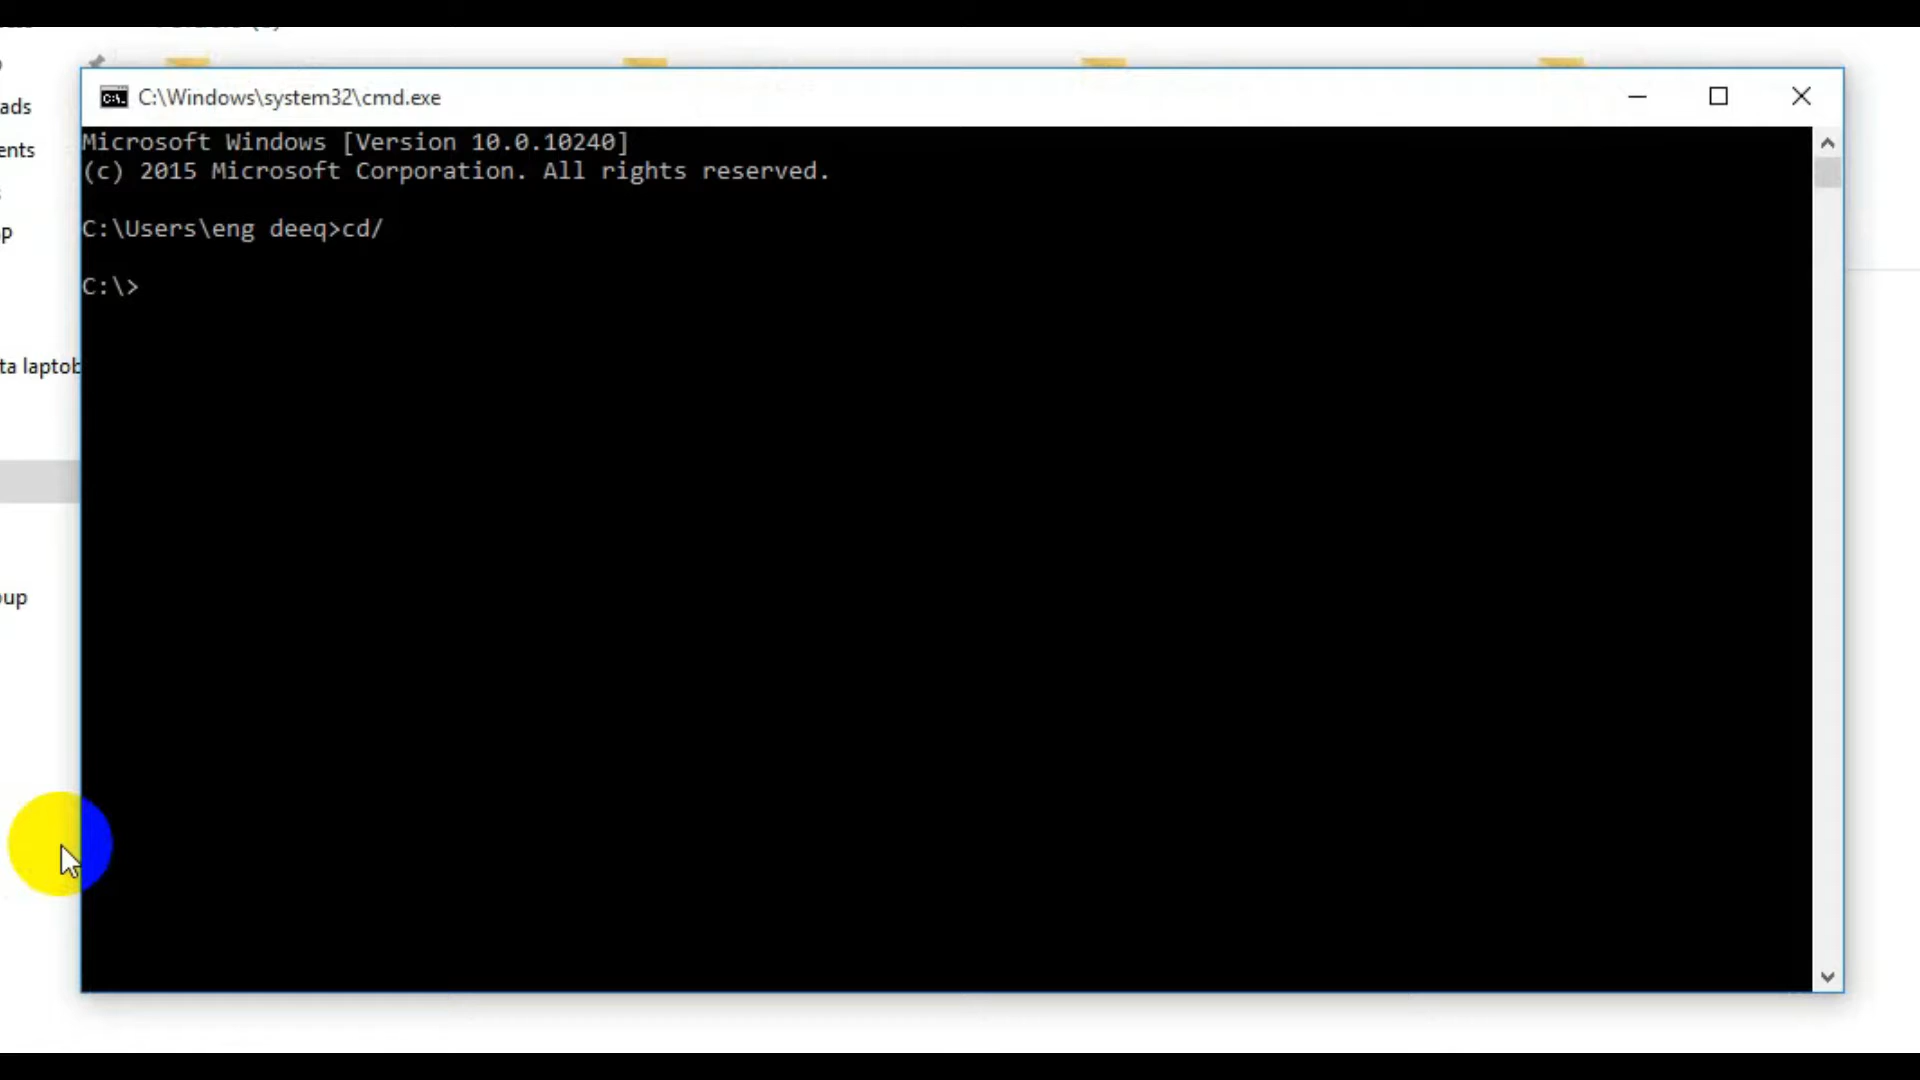 C:\Windows\system32\cmd.exe
Microsoft Windows [Version 10.0.10240]
(c) 2015 Microsoft Corporation. All rights reserved.
C:\Users\eng deeq>cd/
C:\>
ads
ents
p
ta laptob
oup